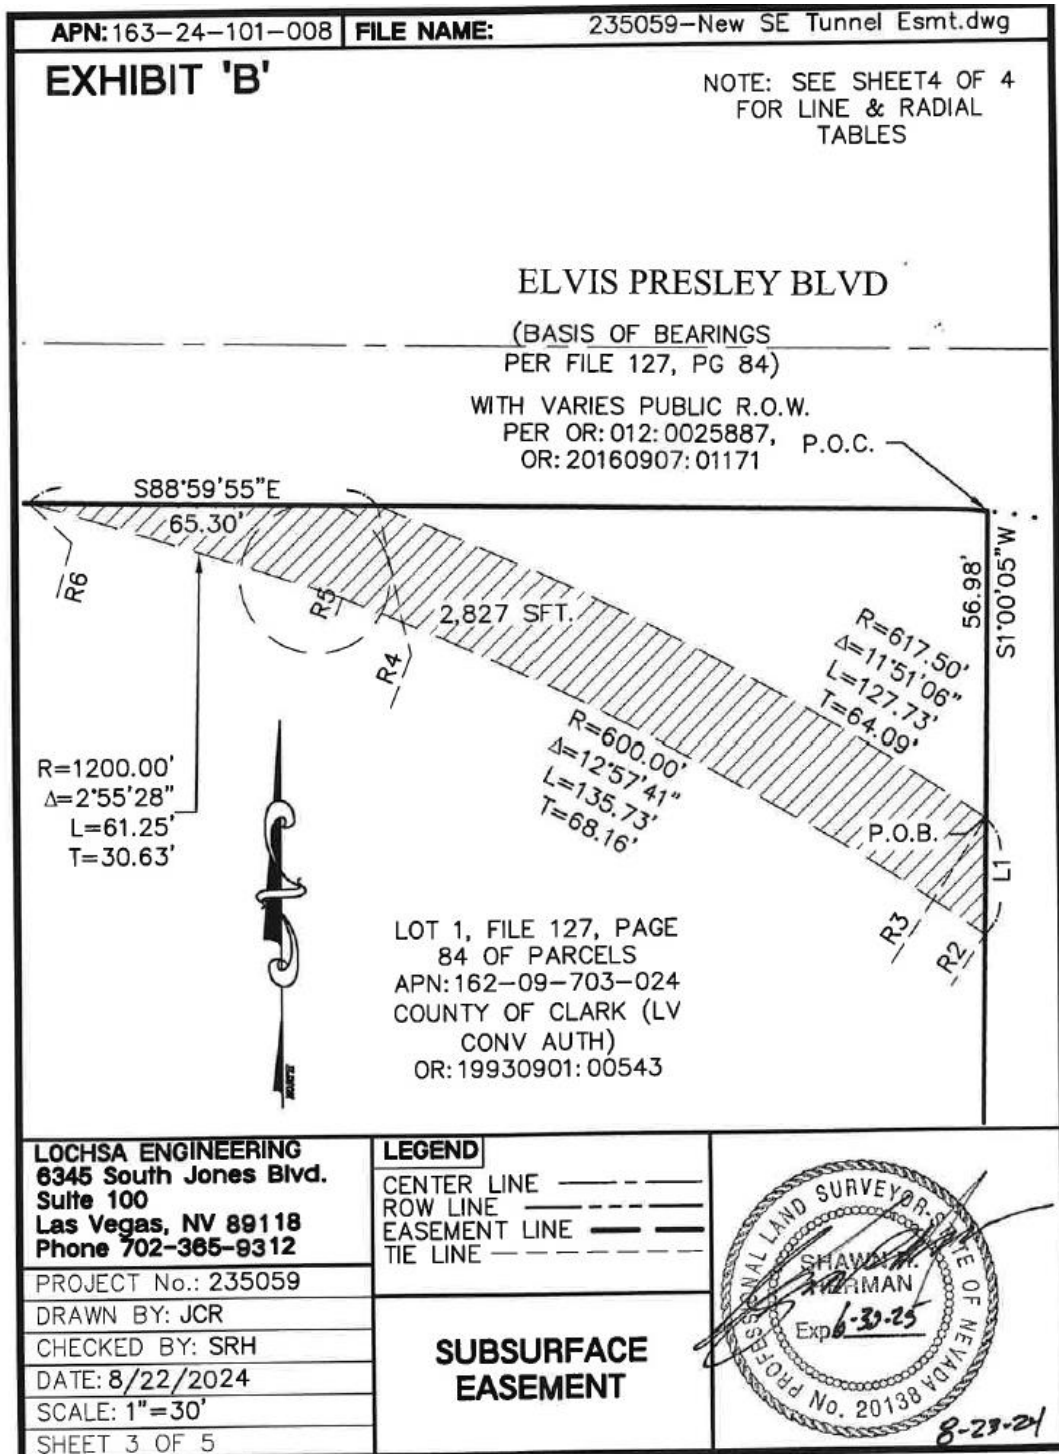 APN: 163-24-101-008 FILE NAME: 235059-New SE Tunnel Esmt.dwg
EXHIBIT 'B'
NOTE: SEE SHEET4 OF 4
FOR LINE & RADIAL
TABLES
ELVIS PRESLEY BLVD
(BASIS OF BEARINGS
PER FILE 127, PG 84)
WITH VARIES PUBLIC R.O.W.
PER OR: 012: 0025887,
OR: 20160907: 01171
P.O.C.
S88°59'55"E
65.30'
R6
R5
R4
2,827 SFT.
56.98'
S1°00'05"W
R=617.50'
Δ=11°51'06"
L=127.73'
T=64.09'
R=600.00'
Δ=12°57'41"
L=135.73'
T=68.16'
R=1200.00'
Δ=2°55'28"
L=61.25'
T=30.63'
P.O.B.
L1
R3
R2
LOT 1, FILE 127, PAGE
84 OF PARCELS
APN: 162-09-703-024
COUNTY OF CLARK (LV
CONV AUTH)
OR: 19930901: 00543
LOCHSA ENGINEERING
6345 South Jones Blvd.
Suite 100
Las Vegas, NV 89118
Phone 702-365-9312
PROJECT No.: 235059
DRAWN BY: JCR
CHECKED BY: SRH
DATE: 8/22/2024
SCALE: 1"=30'
SHEET 3 OF 5
LEGEND
CENTER LINE
ROW LINE
EASEMENT LINE
TIE LINE
SUBSURFACE
EASEMENT
PROFESSIONAL LAND SURVEYOR-STATE OF NEVADA
SHAWN R.
HERMAN
Exp 6-30-25
No. 20138
8-23-24